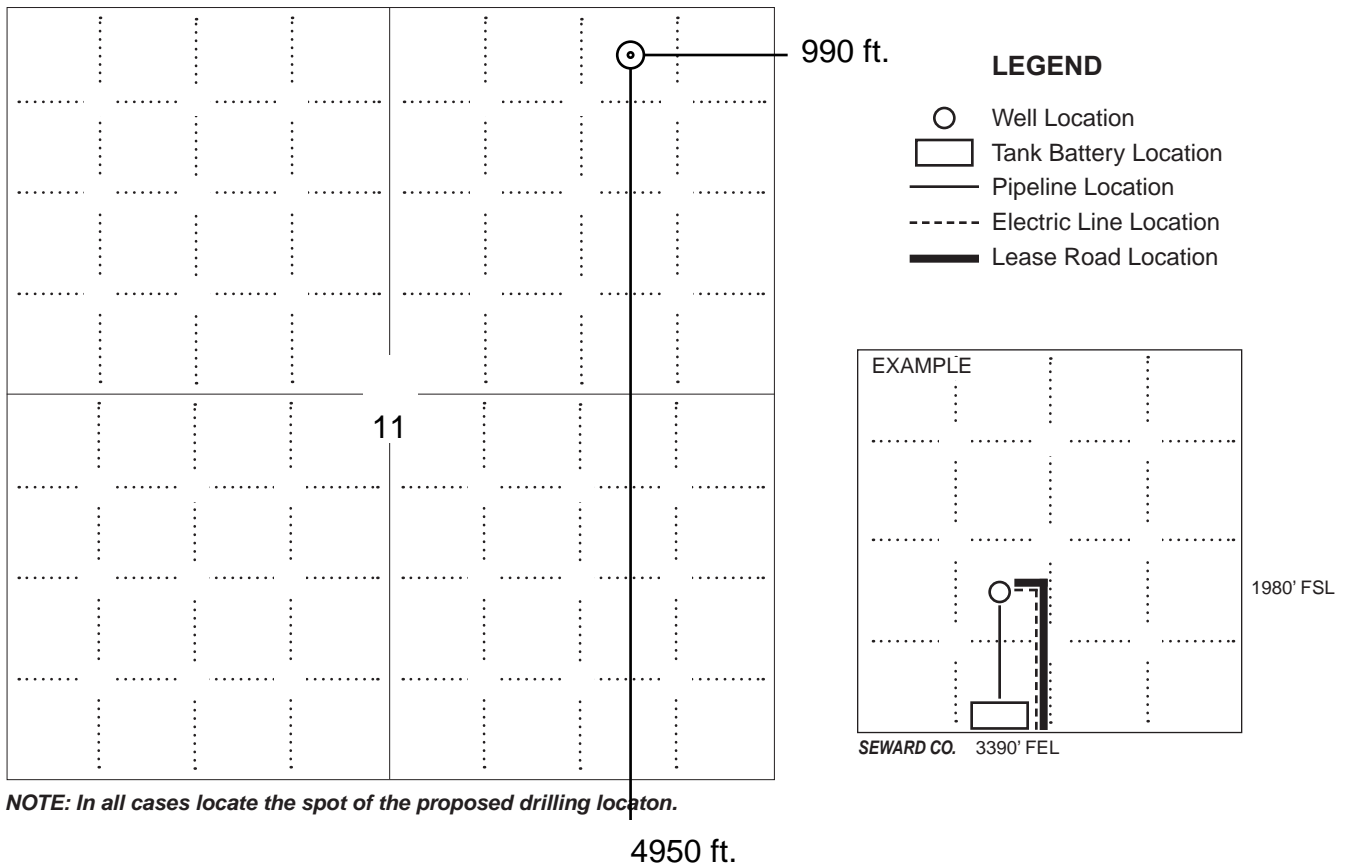 990 ft.
LEGEND
Well Location
Tank Battery Location
Pipeline Location
Electric Line Location
Lease Road Location
11
EXAMPLE
1980' FSL
SEWARD CO. 3390' FEL
NOTE: In all cases locate the spot of the proposed drilling locaton.
4950 ft.